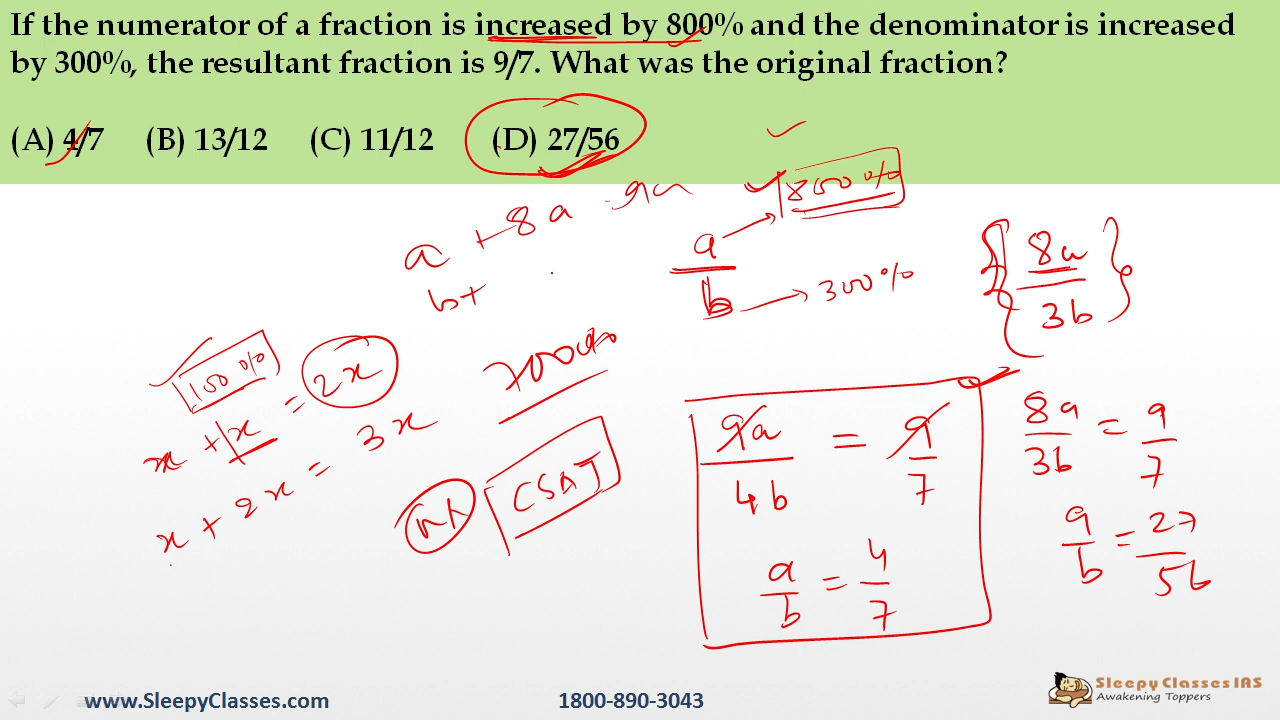 If the numerator of a fraction is increased by 800% and the denominator is increased
by 300%, the resultant fraction is 9/7. What was the original fraction?
(A) 4/7 (B) 13/12 (C) 11/12 (D) 27/56
a + 8a 9a
b+
a/b
800%
300%
{8a/3b}
100%
x + x = 2x
x + 2x = 3x
700%
CSAT
9a/4b = 9/7
a/b = 4/7
8a/3b = 9/7
a/b = 27/56
www.SleepyClasses.com
1800-890-3043
Sleepy Classes IAS
Awakening Toppers